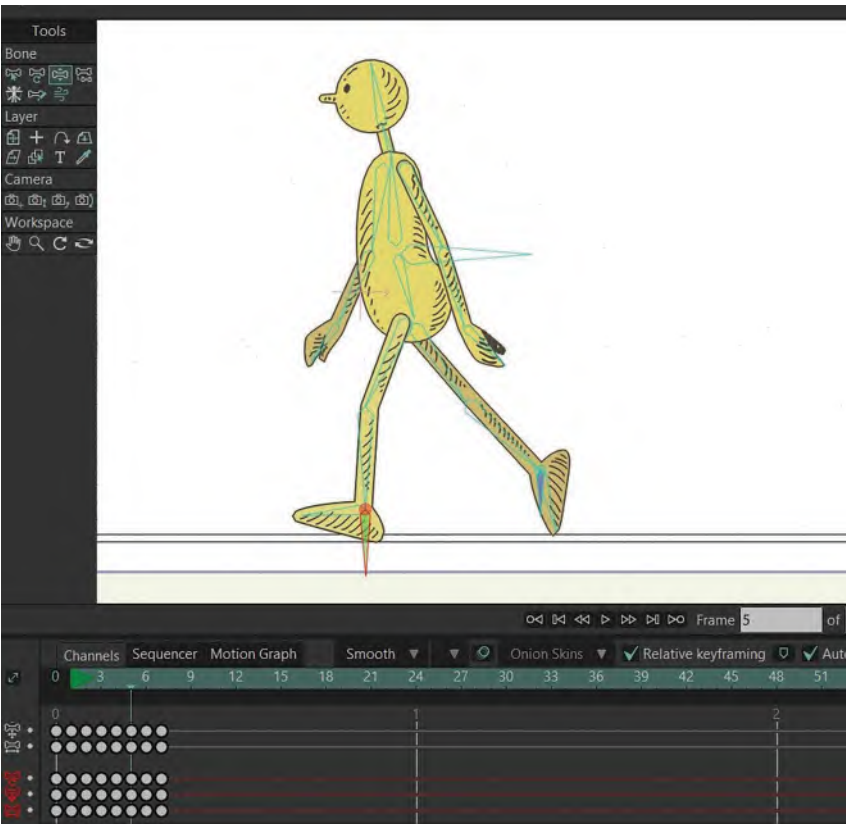 Tools
Bone
Layer
T
Camera
Workspace
Frame 5 of
Channels Sequencer Motion Graph Smooth Onion Skins Relative keyframing Aut
0 3 6 9 12 15 18 21 24 27 30 33 36 39 42 45 48 51
0 1 2